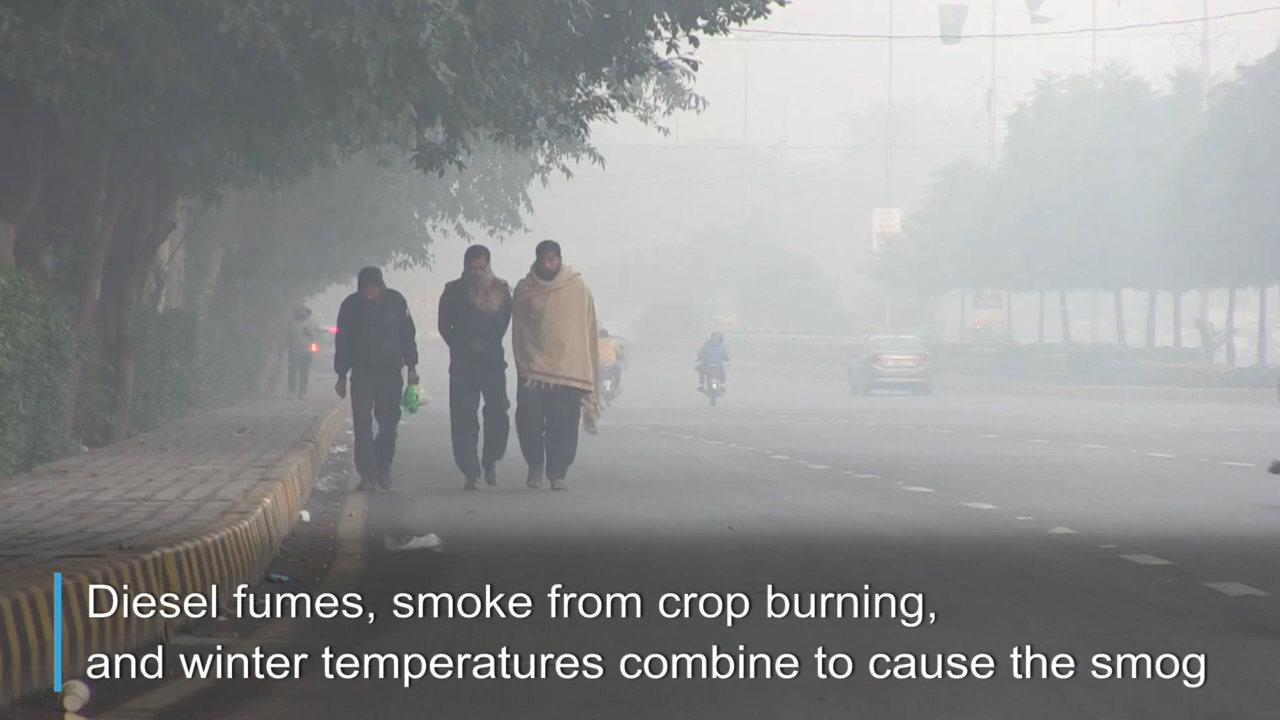 Diesel fumes, smoke from crop burning,
and winter temperatures combine to cause the smog